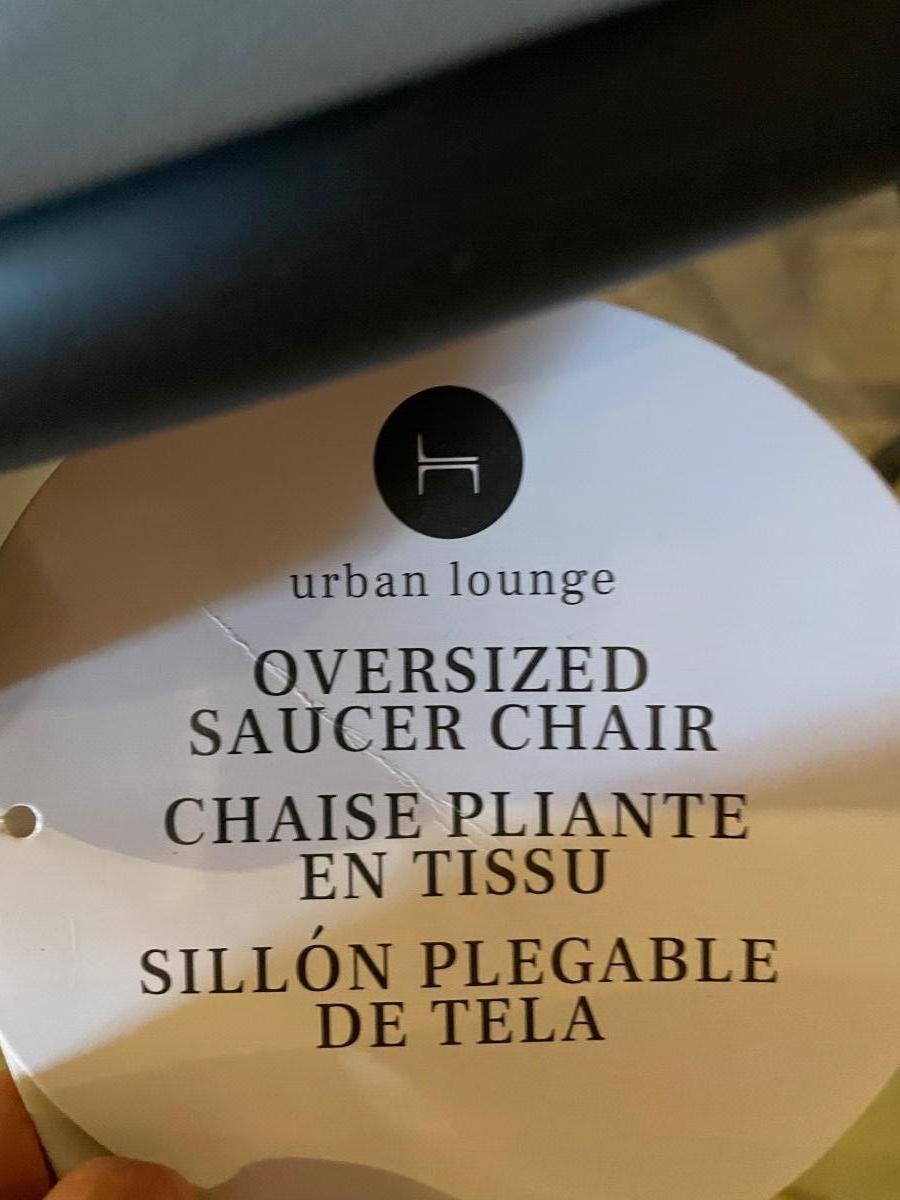 urban lounge
OVERSIZED
SAUCER CHAIR
CHAISE PLIANTE
EN TISSU
SILLÓN PLEGABLE
DE TELA